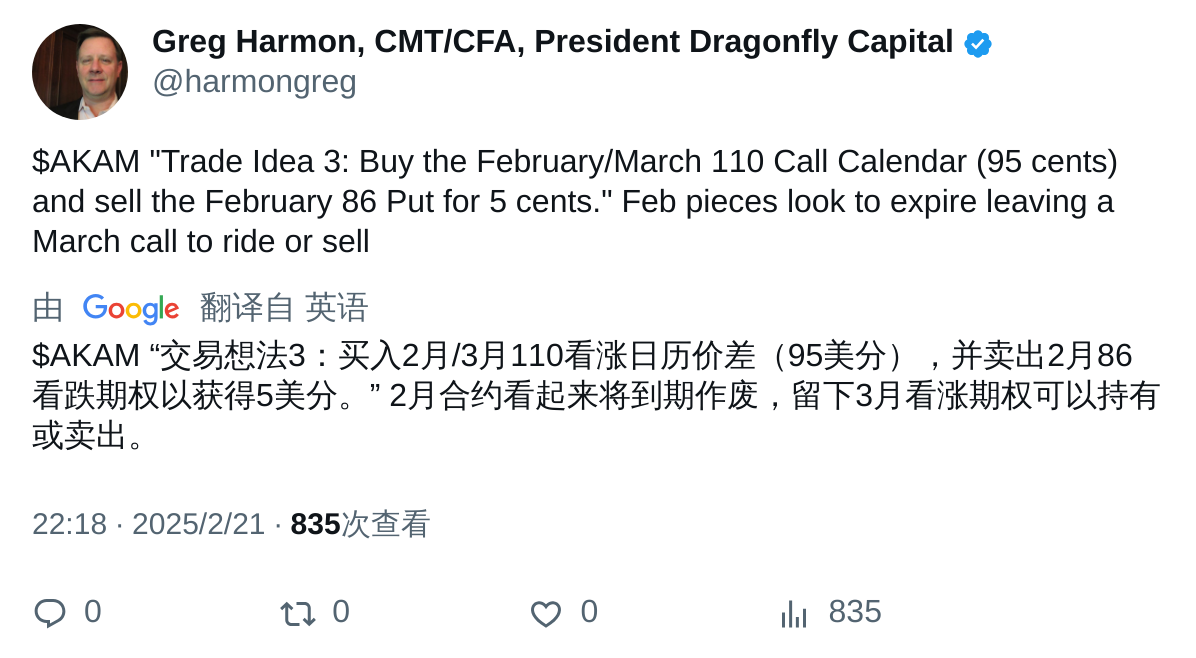 Greg Harmon, CMT/CFA, President Dragonfly Capital
@harmongreg
$AKAM "Trade Idea 3: Buy the February/March 110 Call Calendar (95 cents)
and sell the February 86 Put for 5 cents." Feb pieces look to expire leaving a
March call to ride or sell
由 Google 翻译自 英语
$AKAM “交易想法3：买入2月/3月110看涨日历价差（95美分），并卖出2月86
看跌期权以获得5美分。” 2月合约看起来将到期作废，留下3月看涨期权可以持有
或卖出。
22:18 · 2025/2/21 · 835次查看
0 0 0 835